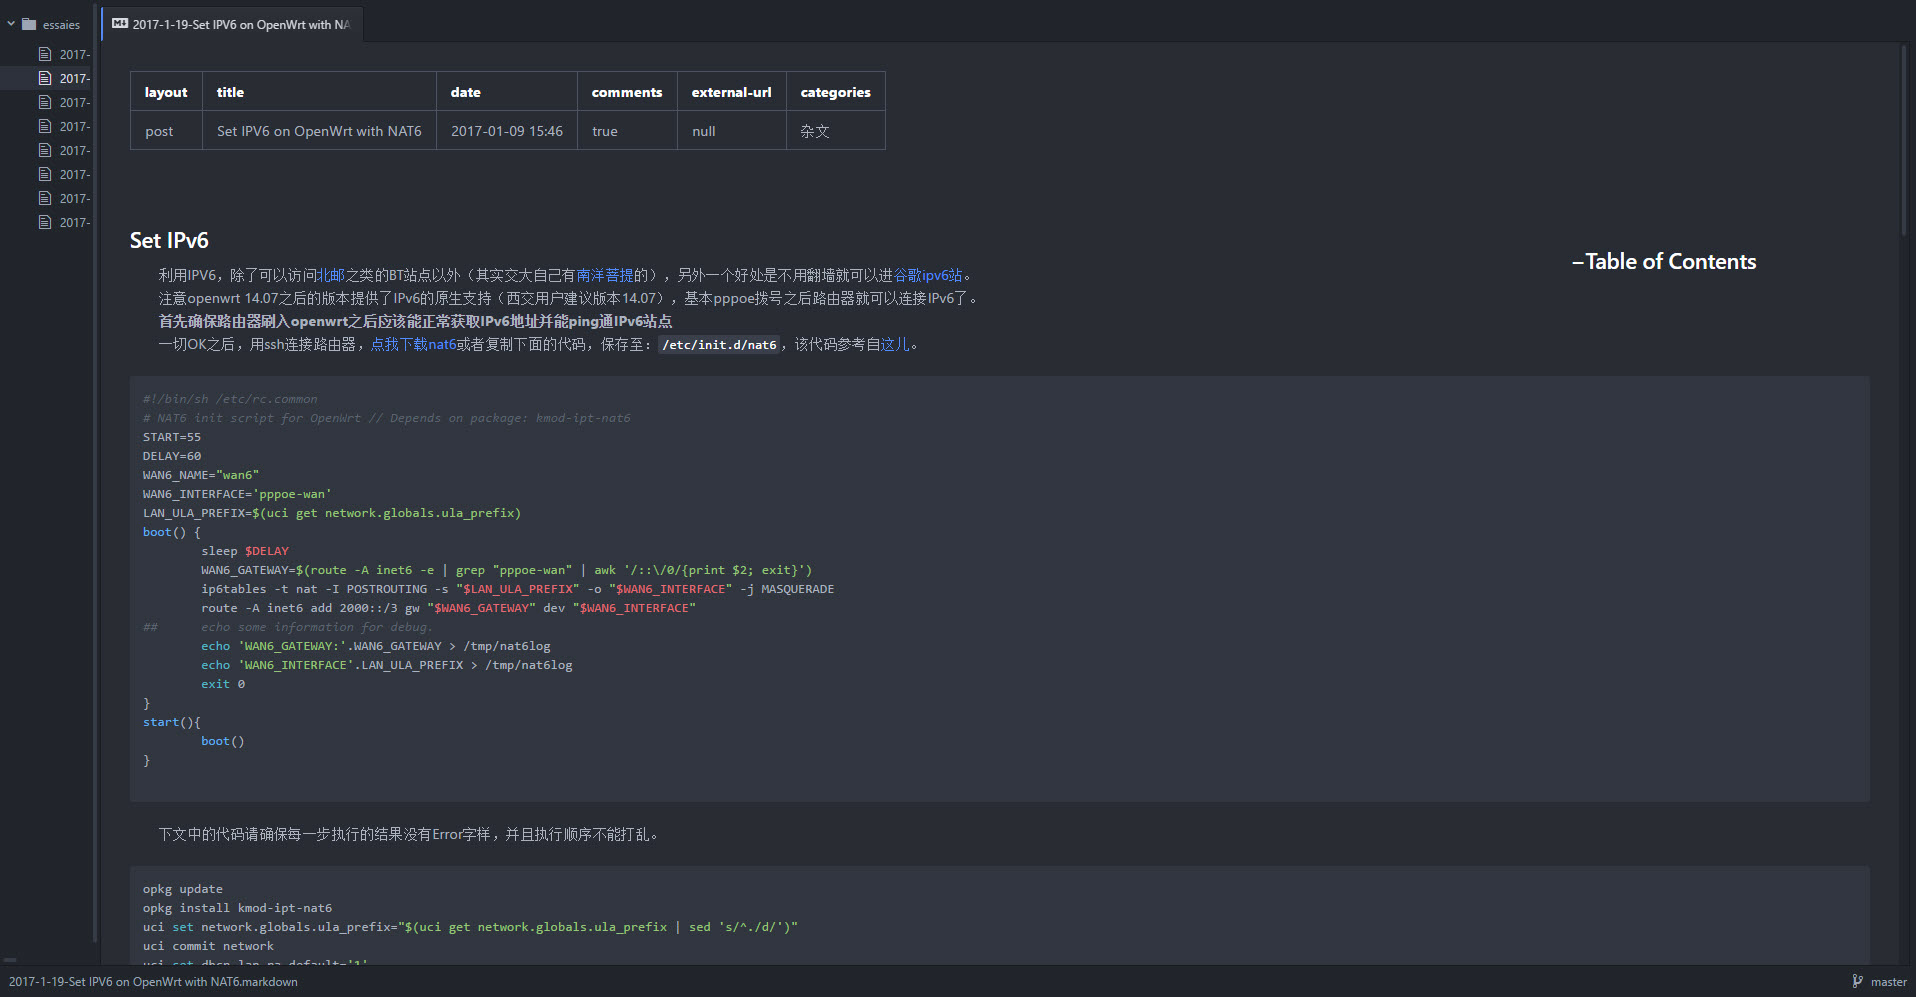 essaies
2017-1-19-Set IPV6 on OpenWrt with NA
2017-
2017-
2017-
2017-
2017-
2017-
2017-
2017-
layout title date comments external-url categories
post Set IPV6 on OpenWrt with NAT6 2017-01-09 15:46 true null 杂文
Set IPv6
–Table of Contents
利用IPV6，除了可以访问北邮之类的BT站点以外（其实交大自己有南洋菩提的），另外一个好处是不用翻墙就可以进谷歌ipv6站。
注意openwrt 14.07之后的版本提供了IPv6的原生支持（西交用户建议版本14.07），基本pppoe拨号之后路由器就可以连接IPv6了。
首先确保路由器刷入openwrt之后应该能正常获取IPv6地址并能ping通IPv6站点
一切OK之后，用ssh连接路由器，点我下载nat6或者复制下面的代码，保存至：/etc/init.d/nat6，该代码参考自这儿。
#!/bin/sh /etc/rc.common
# NAT6 init script for OpenWrt // Depends on package: kmod-ipt-nat6
START=55
DELAY=60
WAN6_NAME="wan6"
WAN6_INTERFACE='pppoe-wan'
LAN_ULA_PREFIX=$(uci get network.globals.ula_prefix)
boot() {
sleep $DELAY
WAN6_GATEWAY=$(route -A inet6 -e | grep "pppoe-wan" | awk '/::\/0/{print $2; exit}')
ip6tables -t nat -I POSTROUTING -s "$LAN_ULA_PREFIX" -o "$WAN6_INTERFACE" -j MASQUERADE
route -A inet6 add 2000::/3 gw "$WAN6_GATEWAY" dev "$WAN6_INTERFACE"
## echo some information for debug.
echo 'WAN6_GATEWAY:'.WAN6_GATEWAY > /tmp/nat6log
echo 'WAN6_INTERFACE'.LAN_ULA_PREFIX > /tmp/nat6log
exit 0
}
start(){
boot()
}
下文中的代码请确保每一步执行的结果没有Error字样，并且执行顺序不能打乱。
opkg update
opkg install kmod-ipt-nat6
uci set network.globals.ula_prefix="$(uci get network.globals.ula_prefix | sed 's/^./d/')"
uci commit network
uci set dhcp.lan.ra_default='1'
2017-1-19-Set IPV6 on OpenWrt with NAT6.markdown
master